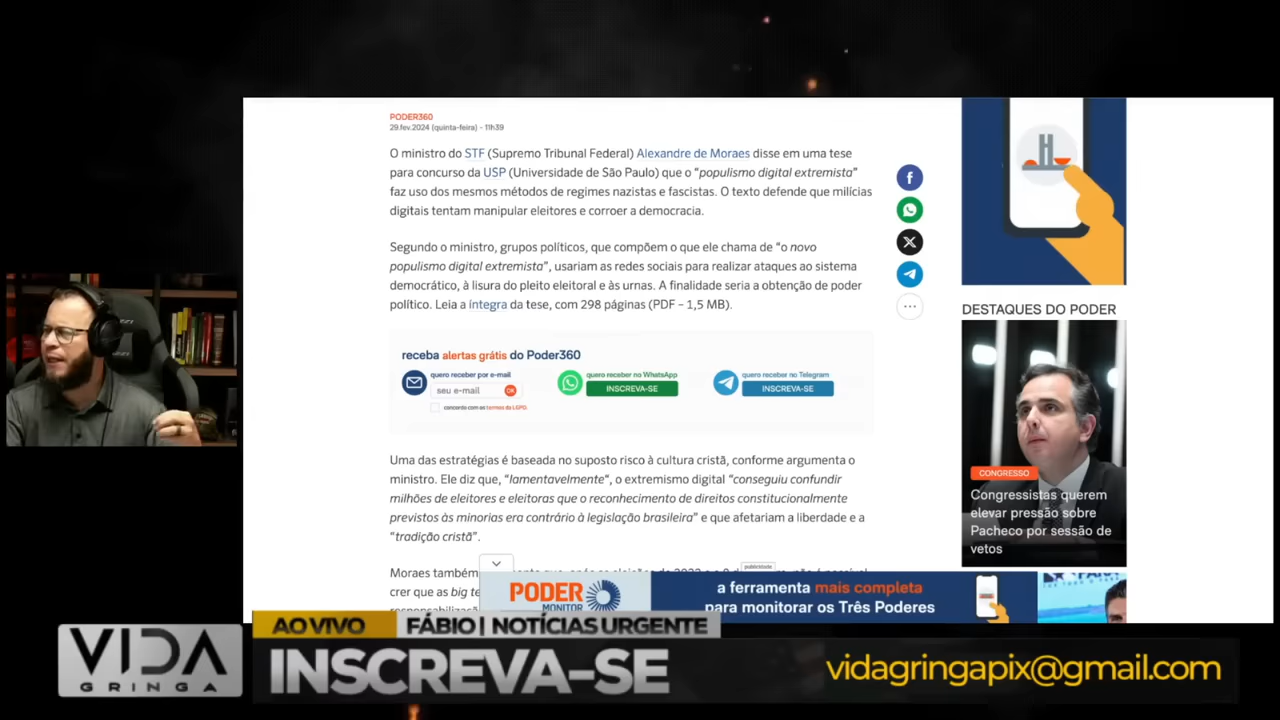 PODER360
29.fev.2024 (quinta-feira) - 11h39
O ministro do STF (Supremo Tribunal Federal) Alexandre de Moraes disse em uma tese
para concurso da USP (Universidade de São Paulo) que o “populismo digital extremista”
faz uso dos mesmos métodos de regimes nazistas e fascistas. O texto defende que milícias
digitais tentam manipular eleitores e corroer a democracia.
Segundo o ministro, grupos políticos, que compõem o que ele chama de “o novo
populismo digital extremista”, usariam as redes sociais para realizar ataques ao sistema
democrático, à lisura do pleito eleitoral e às urnas. A finalidade seria a obtenção de poder
político. Leia a íntegra da tese, com 298 páginas (PDF – 1,5 MB).
receba alertas grátis do Poder360
quero receber por e-mail
seu e-mail OK
concordo com os termos da LGPD.
quero receber no WhatsApp
INSCREVA-SE
quero receber no Telegram
INSCREVA-SE
Uma das estratégias é baseada no suposto risco à cultura cristã, conforme argumenta o
ministro. Ele diz que, “lamentavelmente”, o extremismo digital “conseguiu confundir
milhões de eleitores e eleitoras que o reconhecimento de direitos constitucionalmente
previstos às minorias era contrário à legislação brasileira” e que afetariam a liberdade e a
“tradição cristã”.
Moraes também
crer que as big te
DESTAQUES DO PODER
CONGRESSO
Congressistas querem
elevar pressão sobre
Pacheco por sessão de
vetos
publicidade
PODER
MONITOR
a ferramenta mais completa
para monitorar os Três Poderes
AO VIVO
FÁBIO | NOTÍCIAS URGENTE
VIDA
GRINGA
INSCREVA-SE
vidagringapix@gmail.com